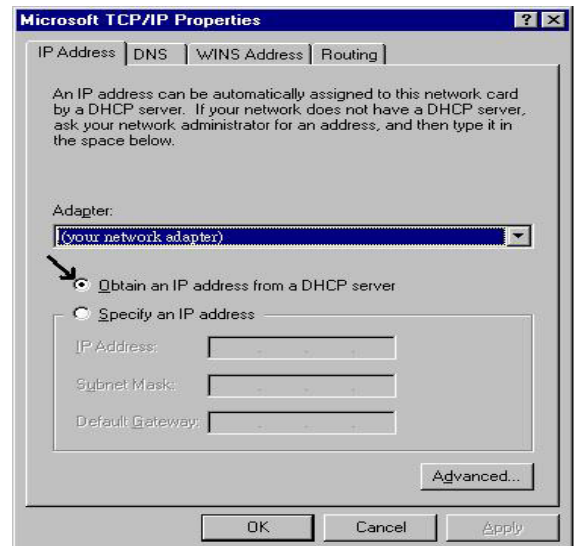 Microsoft TCP/IP Properties
IP Address DNS WINS Address Routing
An IP address can be automatically assigned to this network card
by a DHCP server. If your network does not have a DHCP server,
ask your network administrator for an address, and then type it in
the space below.
Adapter:
(your network adapter)
Obtain an IP address from a DHCP server
Specify an IP address
IP Address:
Subnet Mask:
Default Gateway:
Advanced...
OK Cancel Apply